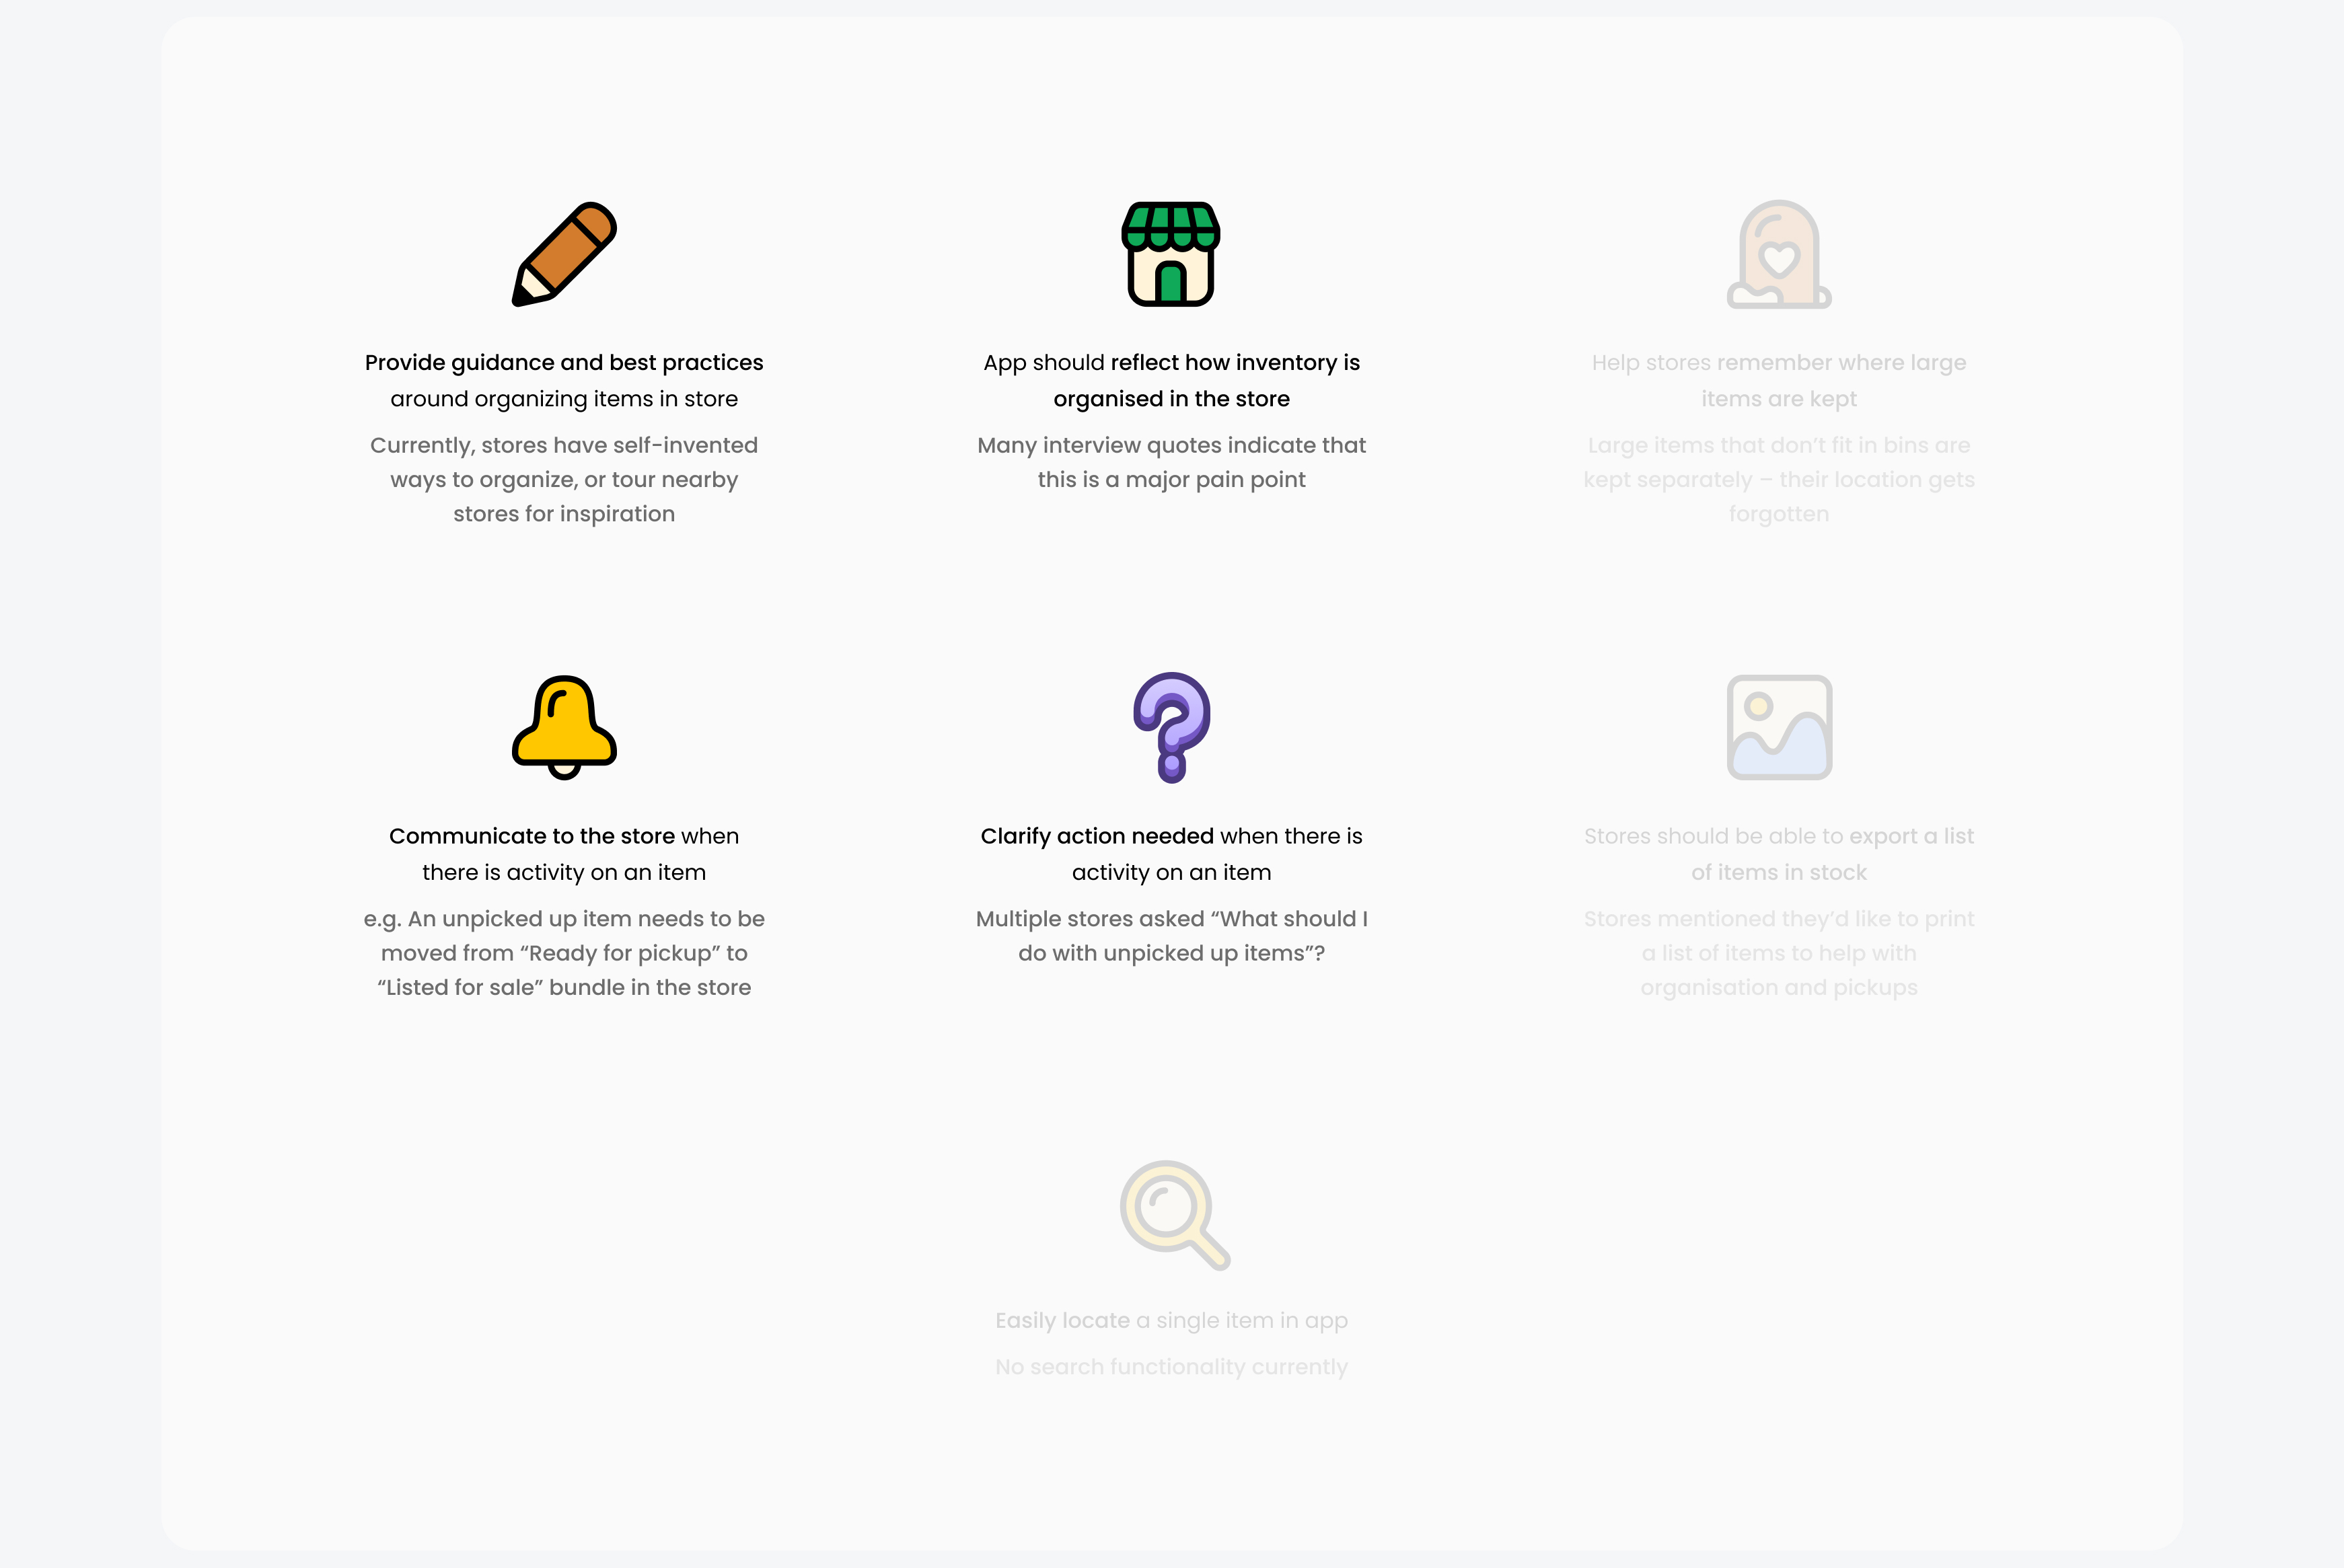 Provide guidance and best practices
around organizing items in store
Currently, stores have self-invented
ways to organize, or tour nearby
stores for inspiration
App should reflect how inventory is
organised in the store
Many interview quotes indicate that
this is a major pain point
Help stores remember where large
items are kept
Large items that don’t fit in bins are
kept separately – their location gets
forgotten
Communicate to the store when
there is activity on an item
e.g. An unpicked up item needs to be
moved from “Ready for pickup” to
“Listed for sale” bundle in the store
Clarify action needed when there is
activity on an item
Multiple stores asked “What should I
do with unpicked up items”?
Stores should be able to export a list
of items in stock
Stores mentioned they’d like to print
a list of items to help with
organisation and pickups
Easily locate a single item in app
No search functionality currently